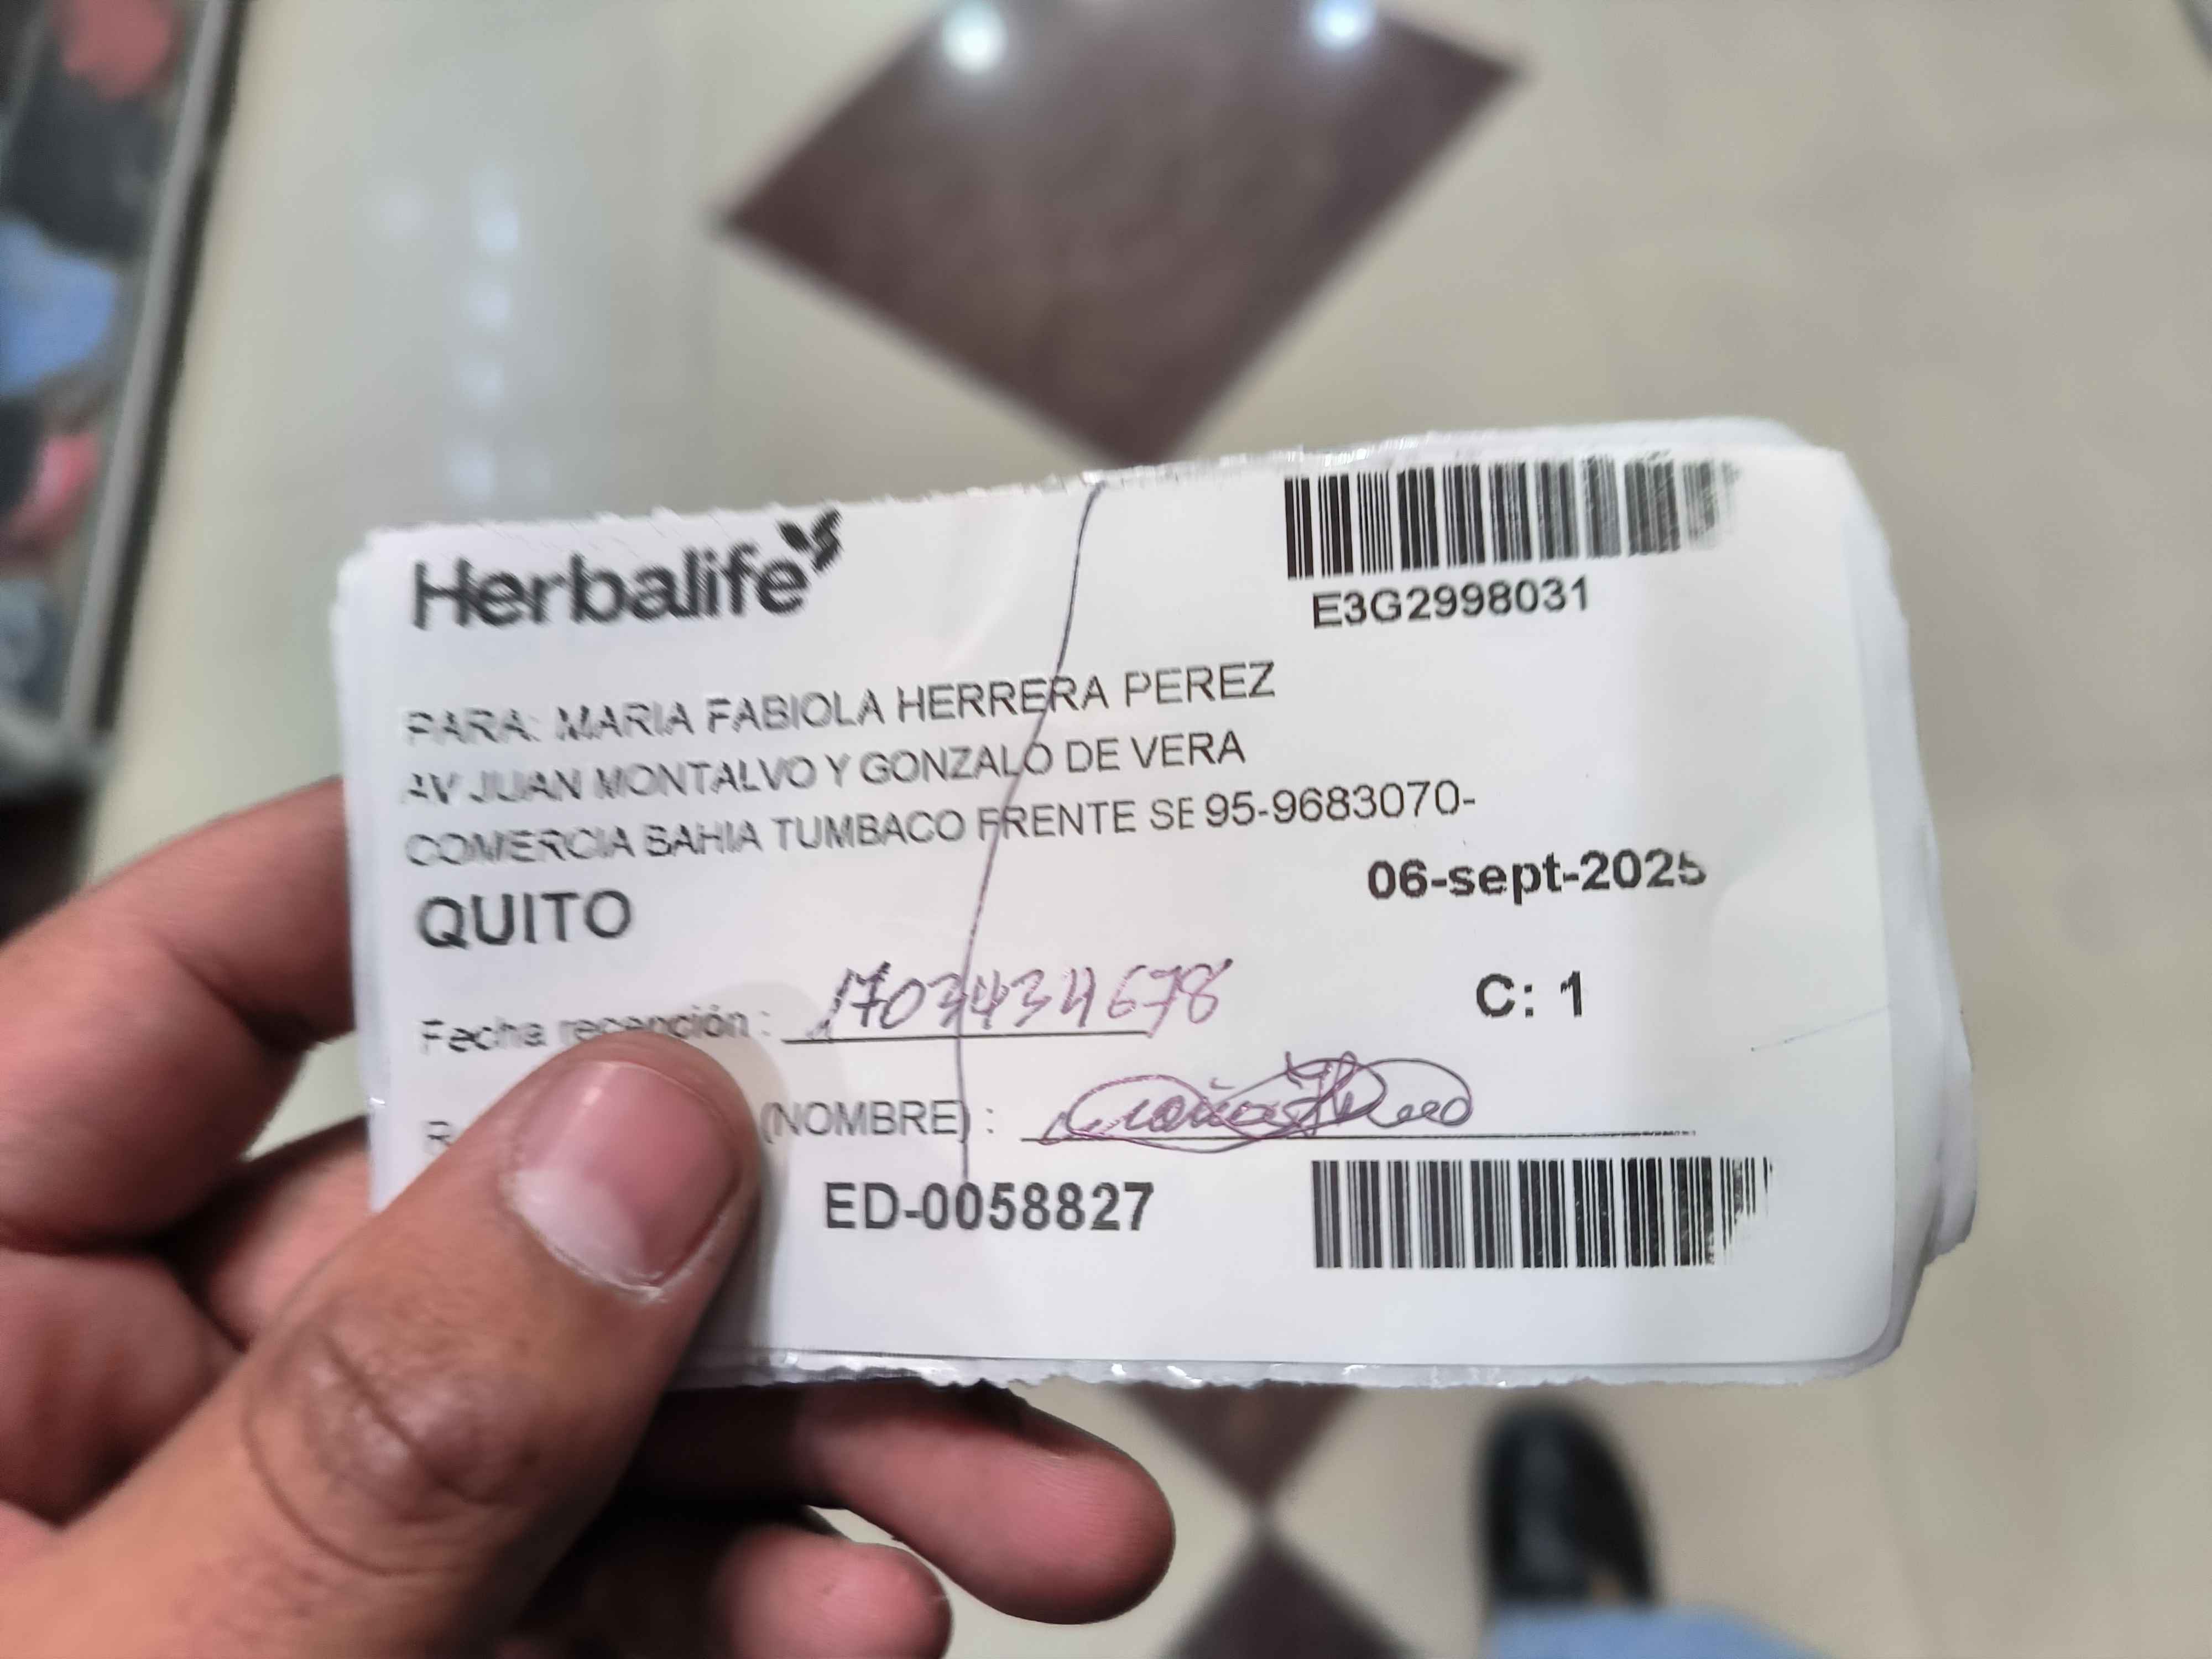 Herbalife
E3G2998031
PARA: MARIA FABIOLA HERRERA PEREZ
AV JUAN MONTALVO Y GONZALO DE VERA
COMERCIA BAHIA TUMBACO FRENTE SE 95-9683070-
06-sept-2025
QUITO
Fecha recepción : 1703434678
C: 1
(NOMBRE) :
ED-0058827